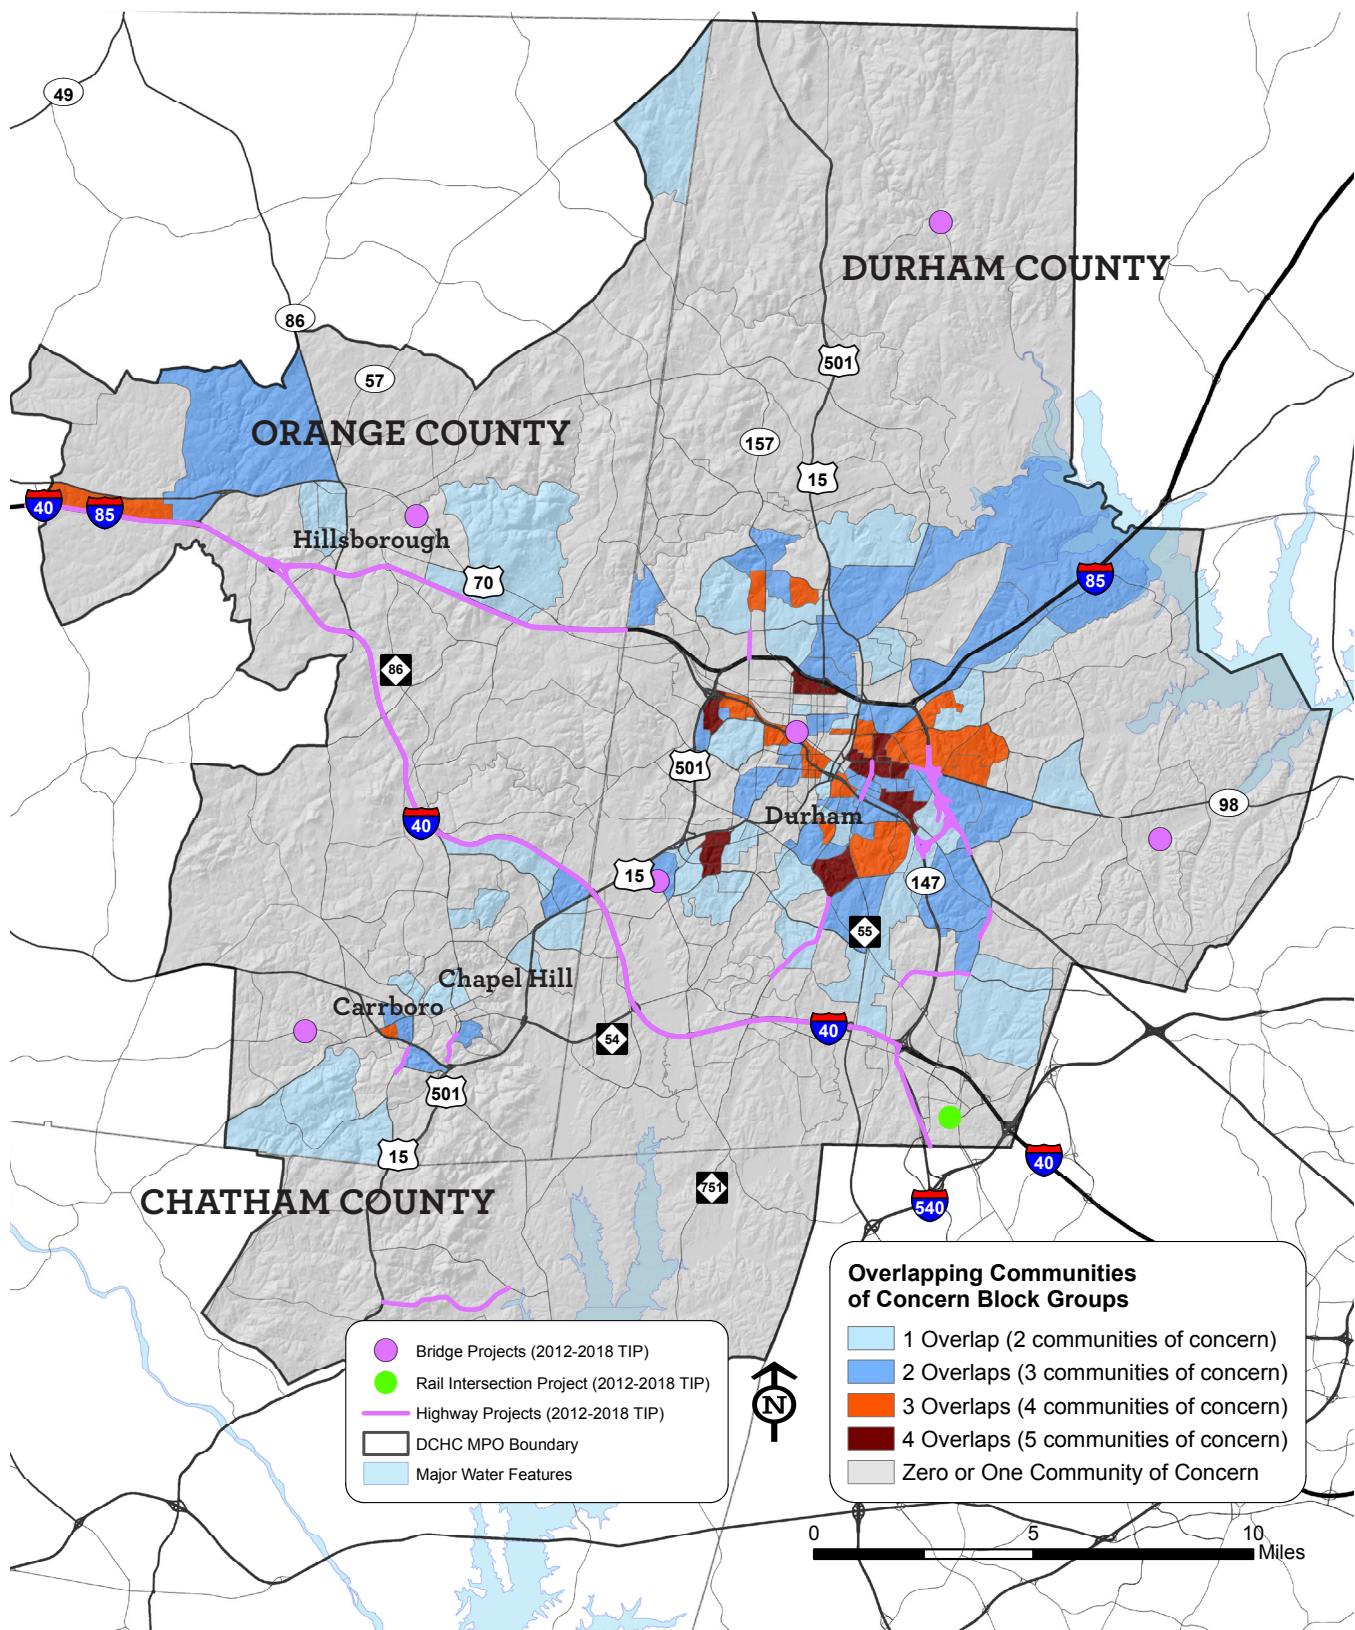 49
DURHAM COUNTY
86
57
501
ORANGE COUNTY
157
15
40
85
Hillsborough
70
85
86
501
98
Durham
40
15
147
55
Chapel Hill
Carrboro
54
40
501
15
40
751
CHATHAM COUNTY
540
Overlapping Communities
of Concern Block Groups
1 Overlap (2 communities of concern)
2 Overlaps (3 communities of concern)
3 Overlaps (4 communities of concern)
4 Overlaps (5 communities of concern)
Zero or One Community of Concern
Bridge Projects (2012-2018 TIP)
Rail Intersection Project (2012-2018 TIP)
Highway Projects (2012-2018 TIP)
DCHC MPO Boundary
Major Water Features
N
0 5 10
Miles